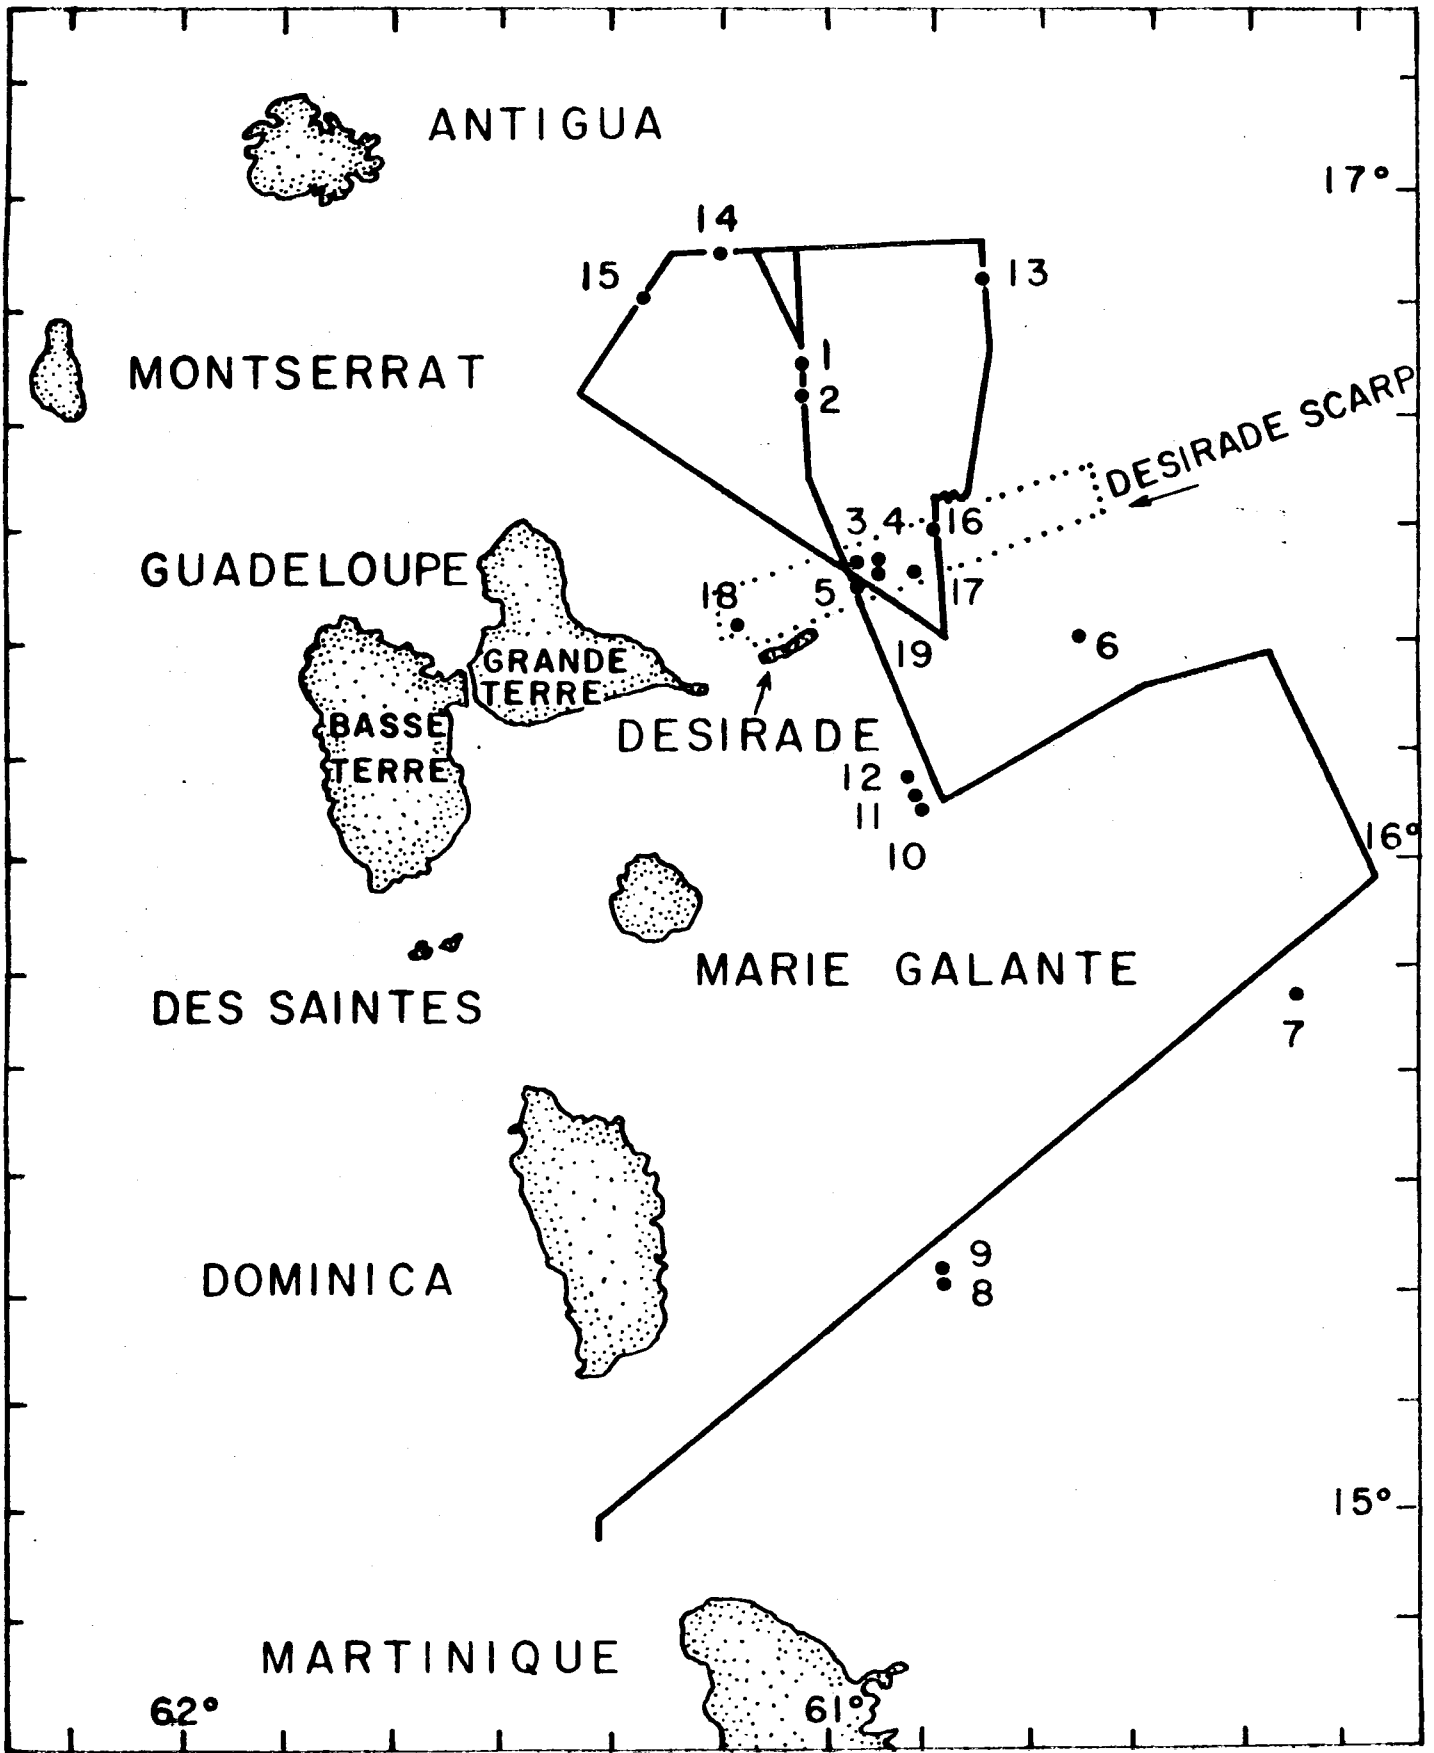 ANTIGUA
17°
14
15
13
MONTSERRAT
1
2
DESIRADE SCARP
3 4 16
GUADELOUPE
18
5
17
GRANDE
TERRE
19
6
BASSE
TERRE
DESIRADE
12
11
10
16°
MARIE GALANTE
DES SAINTES
7
DOMINICA
9
8
15°
MARTINIQUE
62°
61°